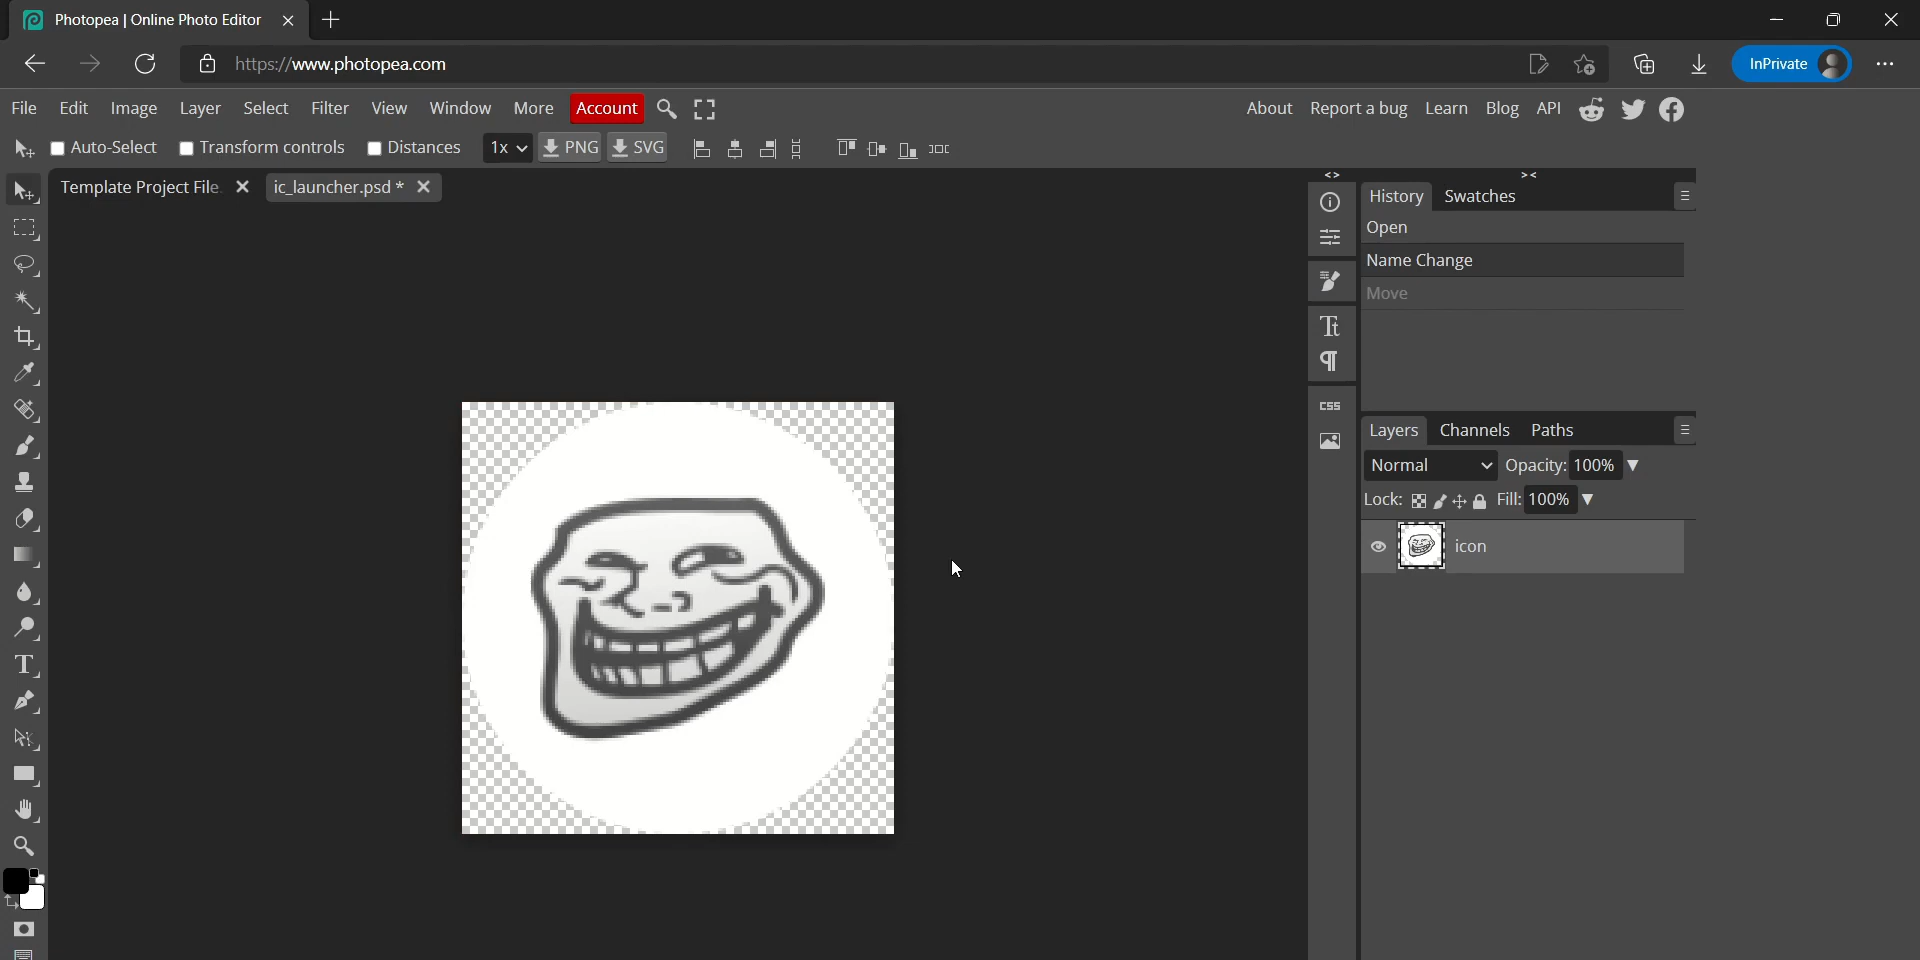 Photopea | Online Photo Editor
https://www.photopea.com
InPrivate
File Edit Image Layer Select Filter View Window More Account
About Report a bug Learn Blog API
Auto-Select Transform controls Distances 1x PNG SVG
Template Project File ic_launcher.psd *
History Swatches
Open
Name Change
Move
CSS
Layers Channels Paths
Normal Opacity: 100%
Lock: Fill: 100%
icon